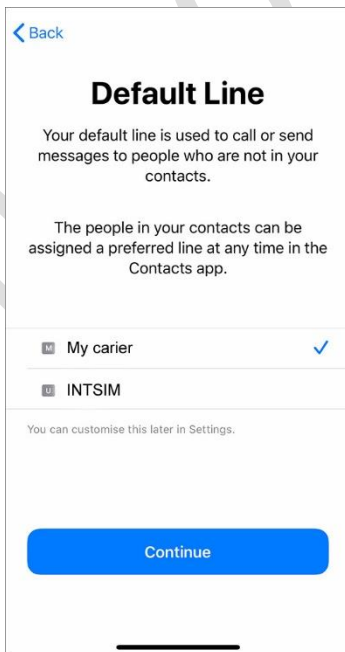 Back
Default Line
Your default line is used to call or send
messages to people who are not in your
contacts.
The people in your contacts can be
assigned a preferred line at any time in the
Contacts app.
M My carier
U INTSIM
You can customise this later in Settings.
Continue